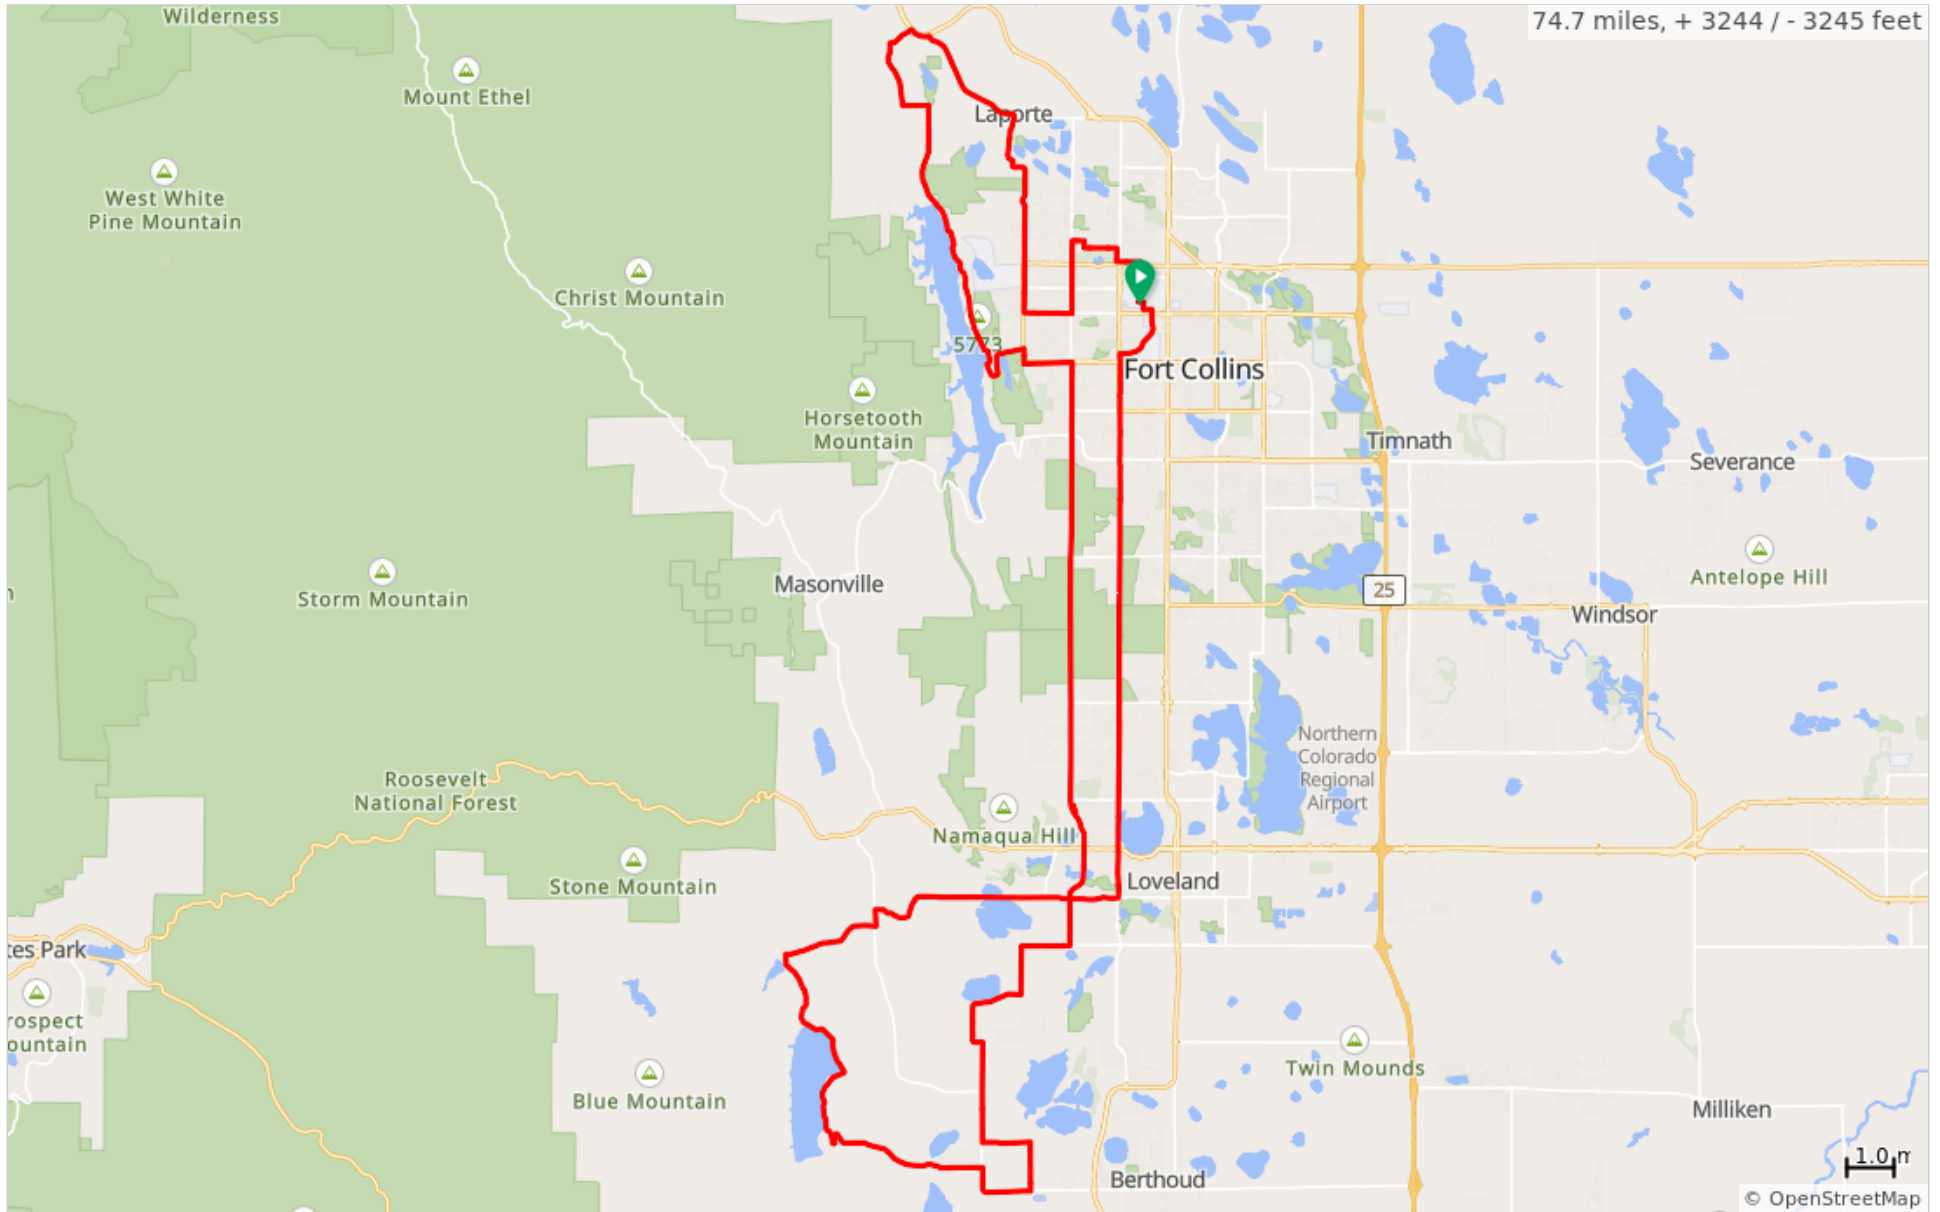 Wilderness
74.7 miles, + 3244 / - 3245 feet
Mount Ethel
Laporte
West White
Pine Mountain
Christ Mountain
5773
Fort Collins
Horsetooth
Mountain
Timnath
Severance
Masonville
Storm Mountain
Antelope Hill
25
Windsor
Northern
Colorado
Regional
Airport
Roosevelt
National Forest
Namaqua Hill
Stone Mountain
Loveland
tes Park
rospect
ountain
Twin Mounds
Blue Mountain
Milliken
Berthoud
1.0 m
© OpenStreetMap